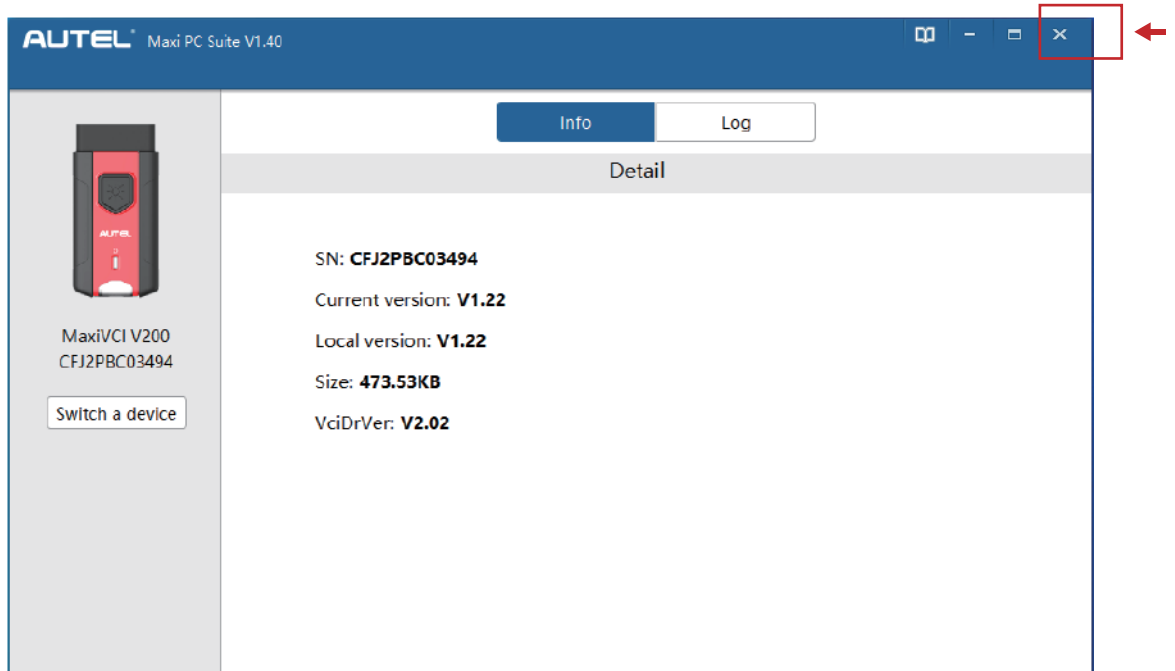 AUTEL Maxi PC Suite V1.40
Info
Log
Detail
AUTEL
SN: CFJ2PBC03494
Current version: V1.22
Local version: V1.22
Size: 473.53KB
VciDrVer: V2.02
MaxiVCI V200
CFJ2PBC03494
Switch a device